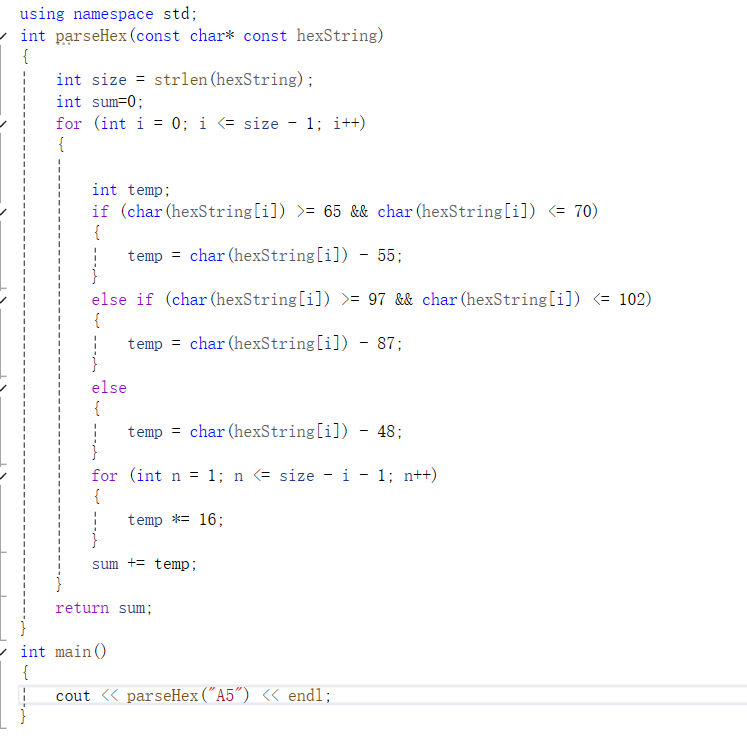 using namespace std;
int parseHex(const char* const hexString)
{
int size = strlen(hexString);
int sum=0;
for (int i = 0; i <= size - 1; i++)
{
int temp;
if (char(hexString[i]) >= 65 && char(hexString[i]) <= 70)
{
temp = char(hexString[i]) - 55;
}
else if (char(hexString[i]) >= 97 && char(hexString[i]) <= 102)
{
temp = char(hexString[i]) - 87;
}
else
{
temp = char(hexString[i]) - 48;
}
for (int n = 1; n <= size - i - 1; n++)
{
temp *= 16;
}
sum += temp;
}
return sum;
}
int main()
{
cout << parseHex("A5") << endl;
}